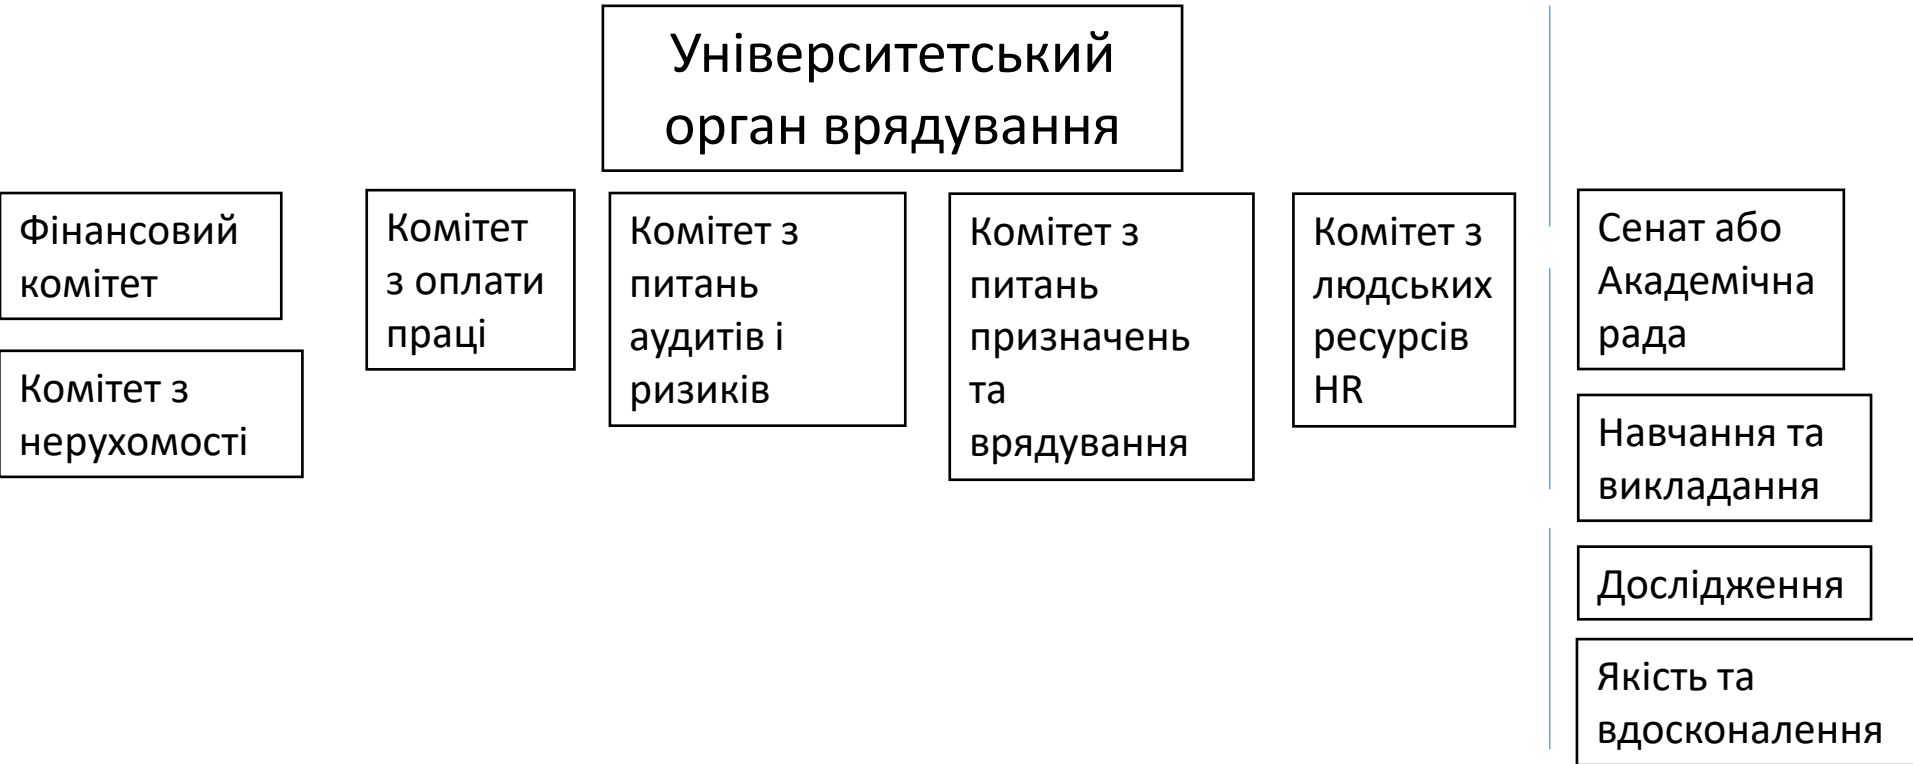 Університетський
орган врядування
Фінансовий
комітет
Комітет з
нерухомості
Комітет
з оплати
праці
Комітет з
питань
аудитів і
ризиків
Комітет з
питань
призначень
та
врядування
Комітет з
людських
ресурсів
HR
Сенат або
Академічна
рада
Навчання та
викладання
Дослідження
Якість та
вдосконалення